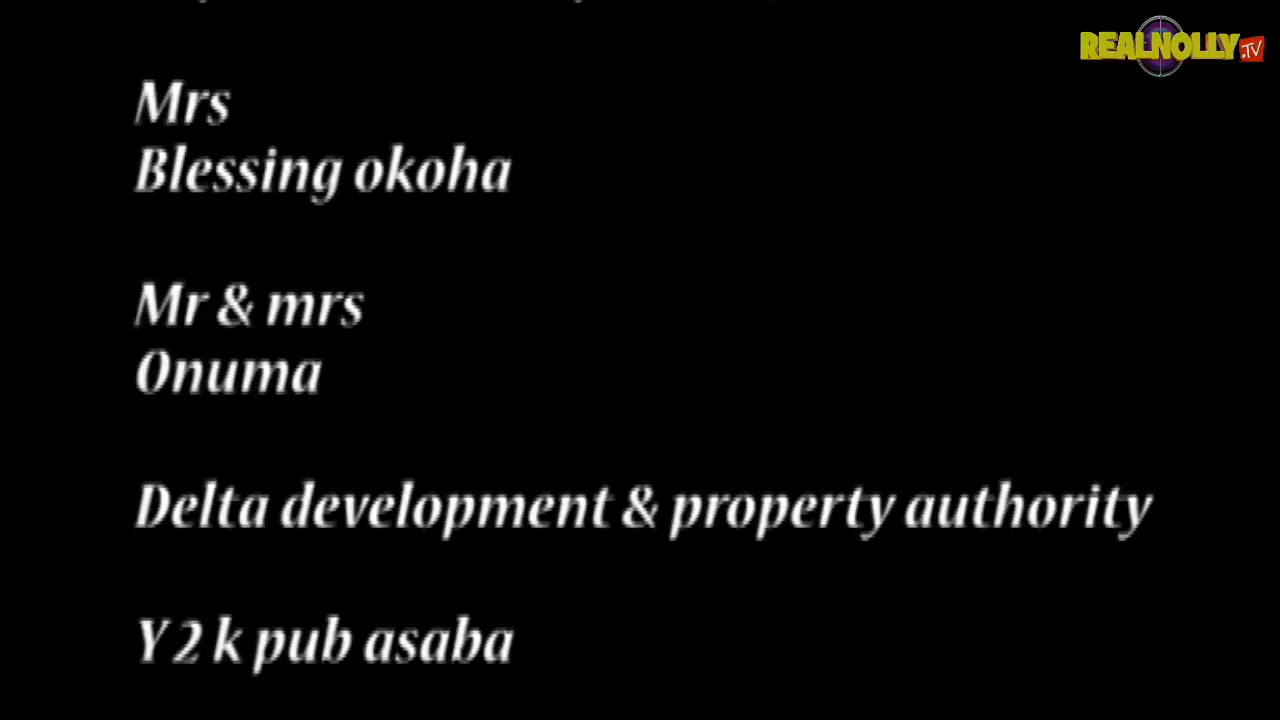 REALNOLLY.TV
Mrs
Blessing okoha
Mr & mrs
Onuma
Delta development & property authority
Y 2 k pub asaba